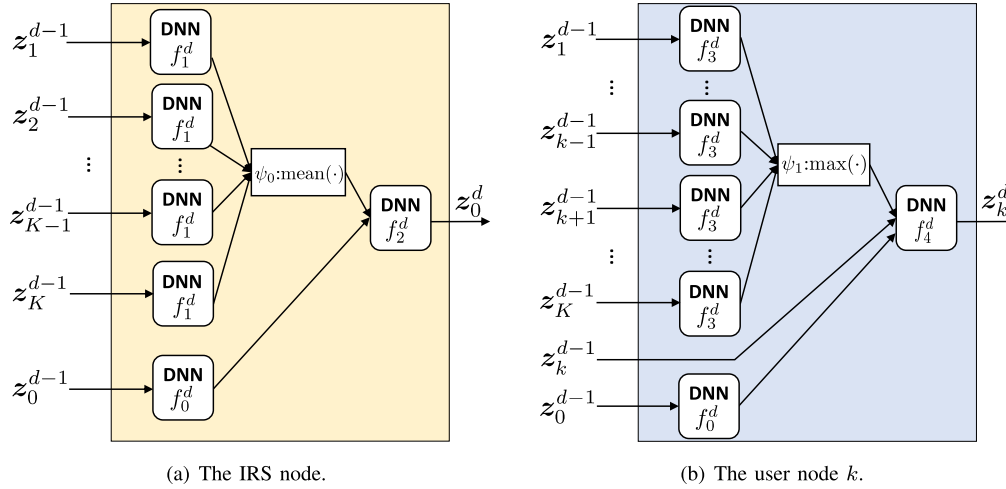 z_1^{d-1} DNN f_1^d
z_2^{d-1} DNN f_1^d
⋮ ⋮
ψ_0:mean(·)
z_{K-1}^{d-1} DNN f_1^d
DNN f_2^d z_0^d
z_K^{d-1} DNN f_1^d
z_0^{d-1} DNN f_0^d
(a) The IRS node.
z_1^{d-1} DNN f_3^d
⋮ ⋮
z_{k-1}^{d-1} DNN f_3^d
ψ_1:max(·)
z_{k+1}^{d-1} DNN f_3^d
DNN f_4^d z_k^d
⋮ ⋮
z_K^{d-1} DNN f_3^d
z_k^{d-1}
z_0^{d-1} DNN f_0^d
(b) The user node k.